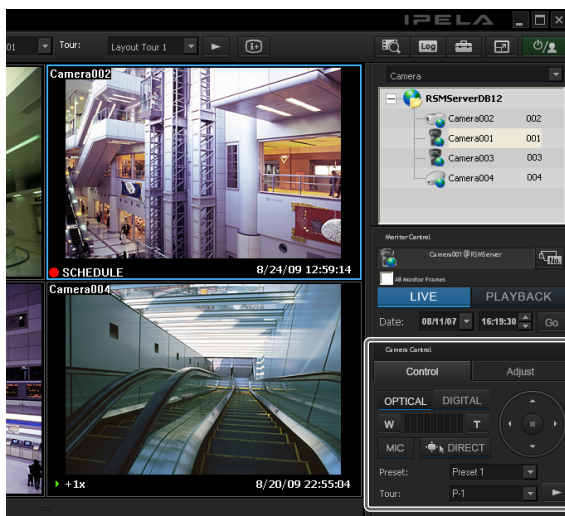 IPELA
01 Tour: Layout Tour 1
Log
Camera002
SCHEDULE 8/24/09 12:59:14
Camera004
+1x 8/20/09 22:55:04
Camera
RSMServerDB12
Camera002 002
Camera001 001
Camera003 003
Camera004 004
Monitor Control
Camera001@RSMServer No.
All Monitor Frames
LIVE PLAYBACK
Date: 08/11/07 16:19:30 Go
Camera Control
Control Adjust
OPTICAL DIGITAL
W T
MIC DIRECT
Preset: Preset 1
Tour: P-1